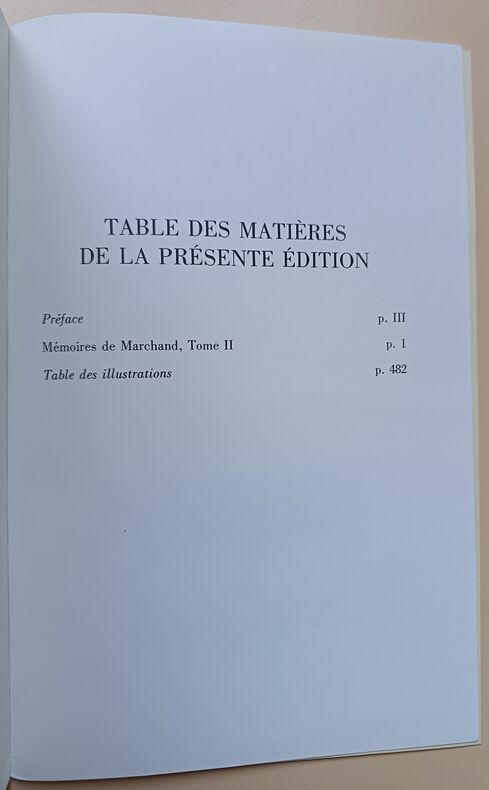 TABLE DES MATIÈRES
DE LA PRÉSENTE ÉDITION
Préface p. III
Mémoires de Marchand, Tome II p. 1
Table des illustrations p. 482